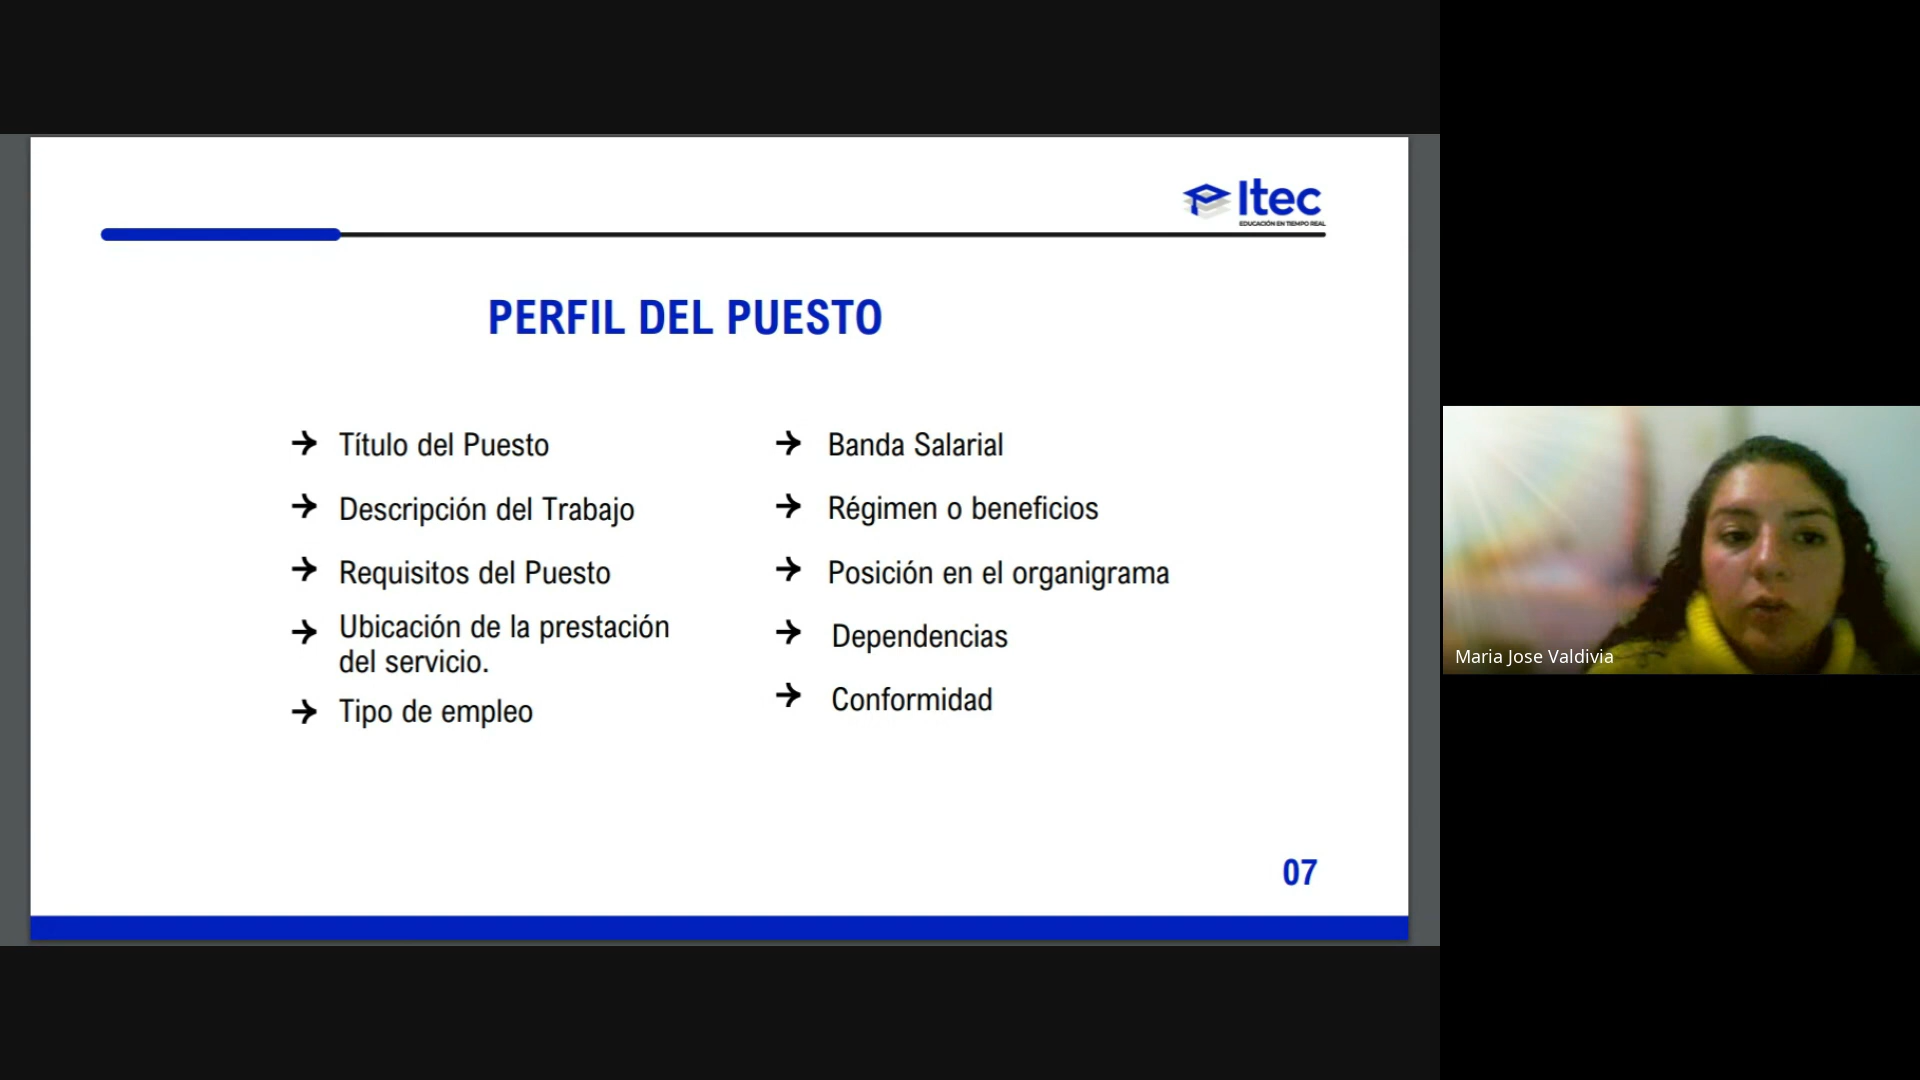 Itec
EDUCACIÓN EN TIEMPO REAL
PERFIL DEL PUESTO
Título del Puesto
Descripción del Trabajo
Requisitos del Puesto
Ubicación de la prestación
del servicio.
Tipo de empleo
Banda Salarial
Régimen o beneficios
Posición en el organigrama
Dependencias
Conformidad
07
Maria Jose Valdivia